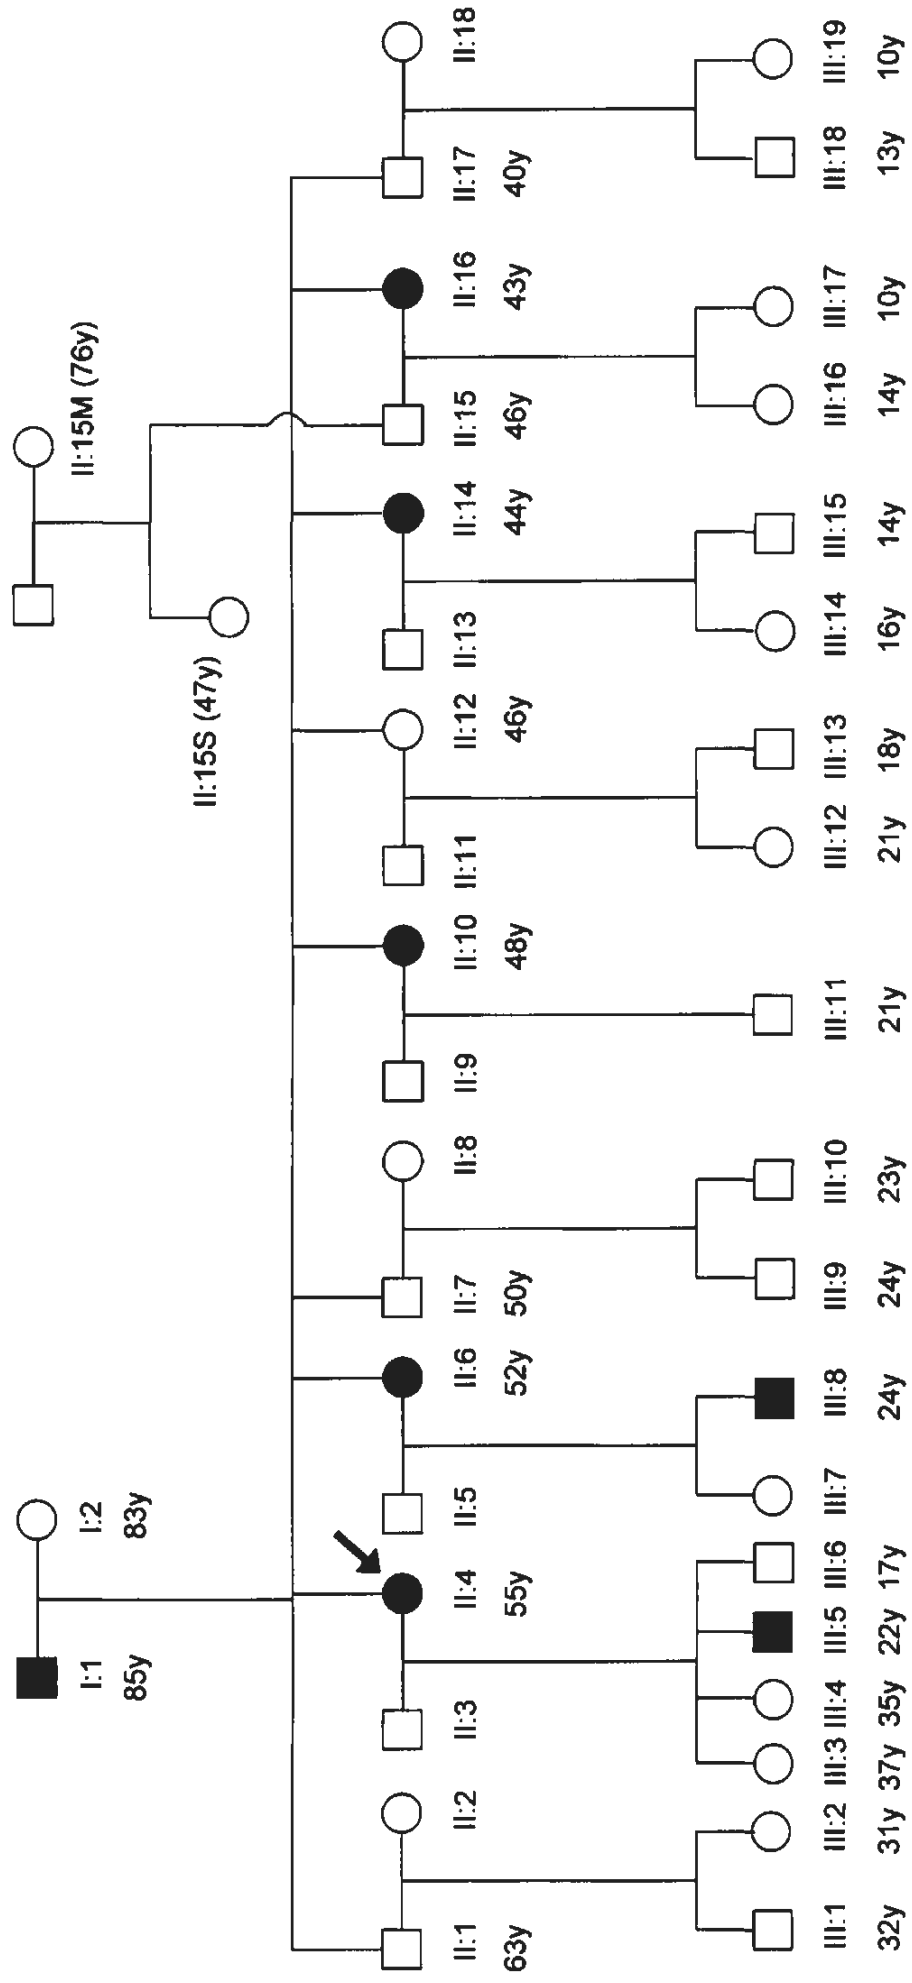 I:1 I:2
85y 83y
II:15M (76y)
II:15S (47y)
II:1 II:2 II:3 II:4 II:5 II:6 II:7 II:8 II:9 II:10 II:11 II:12 II:13 II:14 II:15 II:16 II:17 II:18
63y 55y 52y 50y 48y 46y 44y 46y 43y 40y
III:1 III:2 III:3 III:4 III:5 III:6 III:7 III:8 III:9 III:10 III:11 III:12 III:13 III:14 III:15 III:16 III:17 III:18 III:19
32y 31y 37y 35y 22y 17y 24y 24y 23y 21y 21y 18y 16y 14y 14y 10y 13y 10y